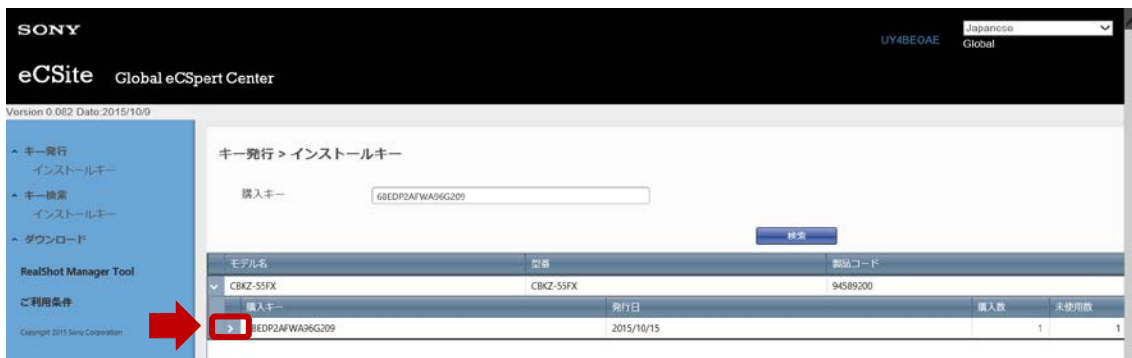 SONY
Japanese
UY4BEOAE
Global
eCSite Global eCSpert Center
Version 0.082 Date:2015/10/9
キー発行
インストールキー
キー検索
インストールキー
ダウンロード
RealShot Manager Tool
ご利用条件
Copyright 2015 Sony Corporation
キー発行 > インストールキー
購入キー 68EDP2AFWA96G209
検索
モデル名 型番 製品コード
CBKZ-55FX CBKZ-55FX 94589200
購入キー 発行日 購入数 未使用数
8EDP2AFWA96G209 2015/10/15 1 1